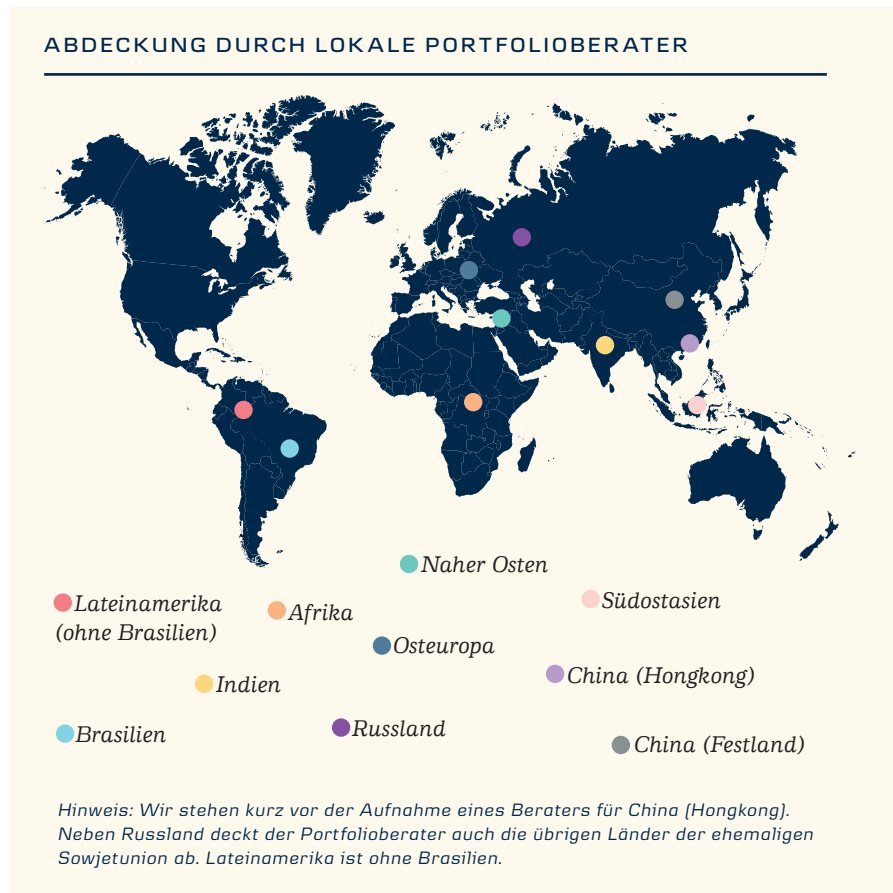 ABDECKUNG DURCH LOKALE PORTFOLIOBERATER
Naher Osten
Lateinamerika
(ohne Brasilien)
Afrika
Südostasien
Osteuropa
China (Hongkong)
Indien
Brasilien
Russland
China (Festland)
Hinweis: Wir stehen kurz vor der Aufnahme eines Beraters für China (Hongkong).
Neben Russland deckt der Portfolioberater auch die übrigen Länder der ehemaligen
Sowjetunion ab. Lateinamerika ist ohne Brasilien.